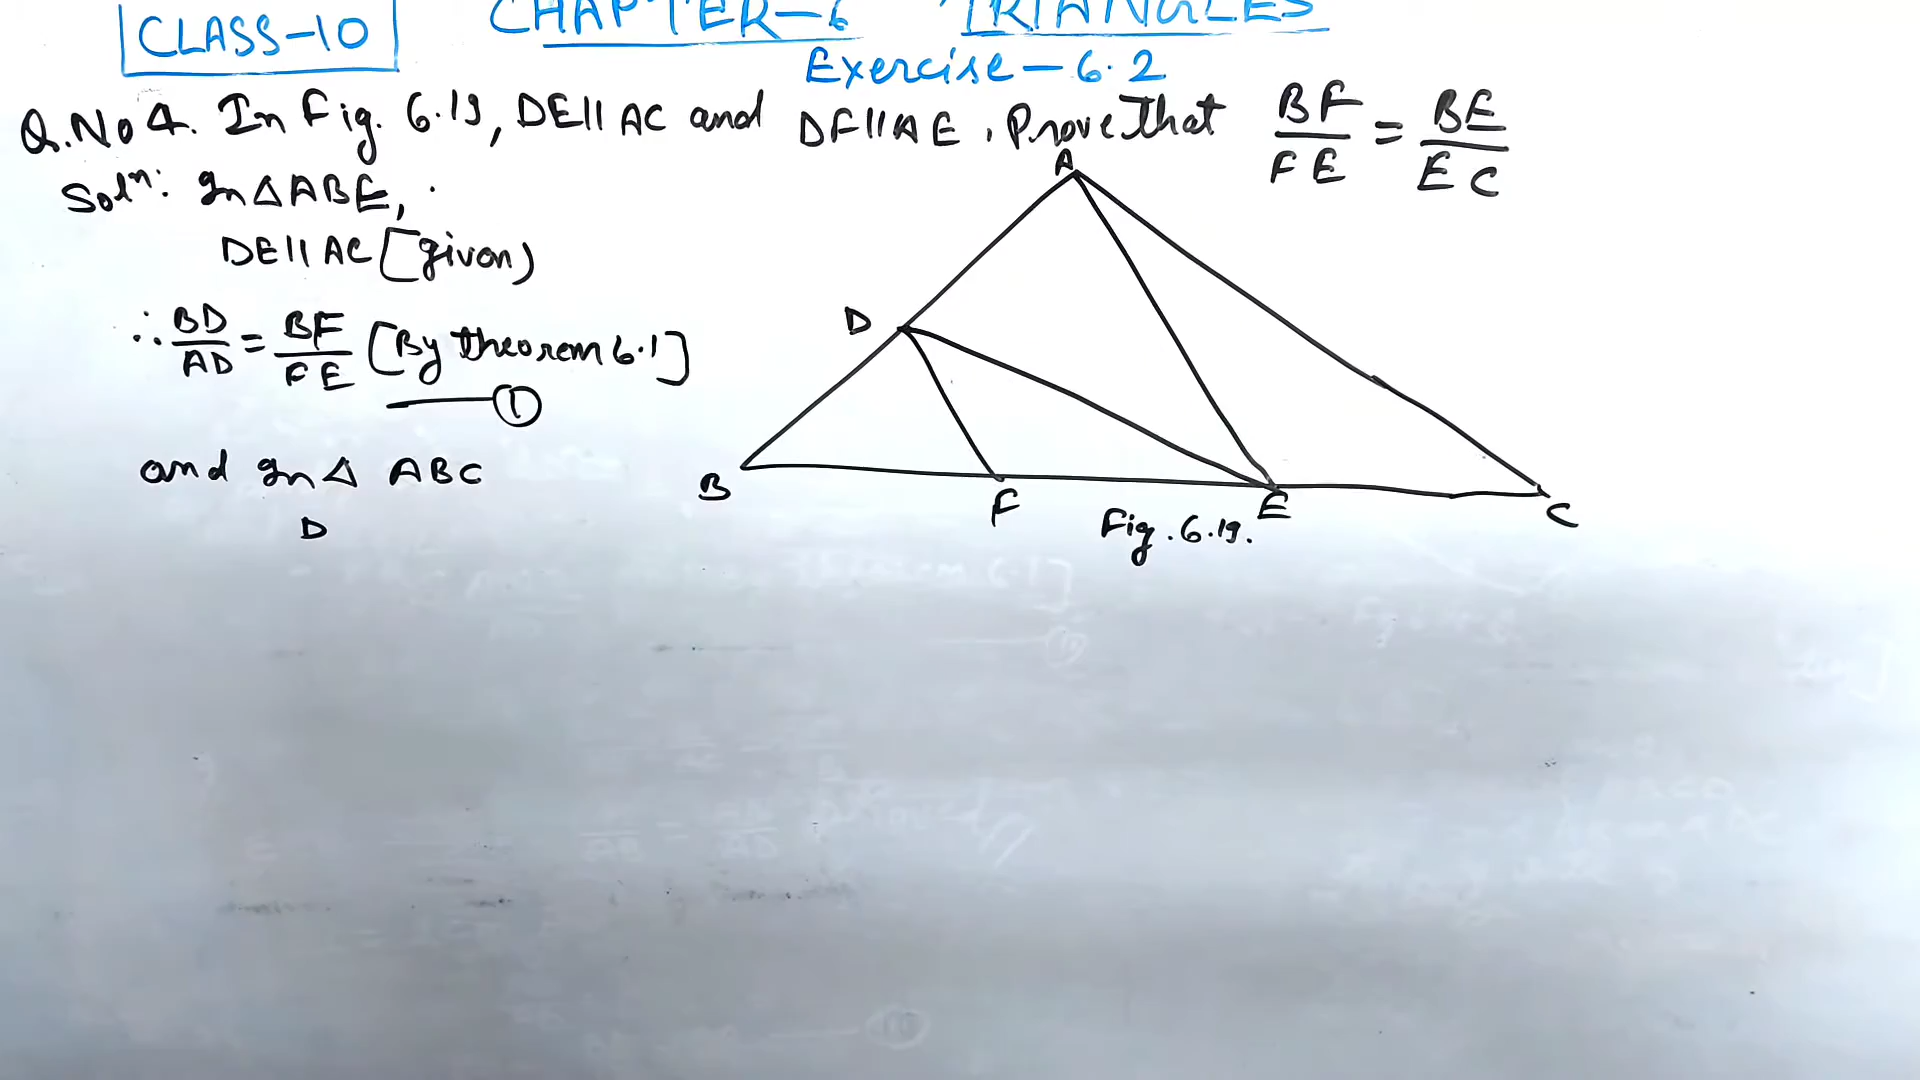 CLASS-10
CHAPTER-6 TRIANGLES
Exercise-6.2
Q.No 4. In Fig. 6.19, DE||AC and DF||AE. Prove that BF/FE = BE/EC
Solⁿ: In △ABE,
DE||AC [given)
∴ BD/AD = BF/FE [By theorem 6.1]
①
and In △ ABC
D
A
D
B
F
E
C
Fig. 6.19.